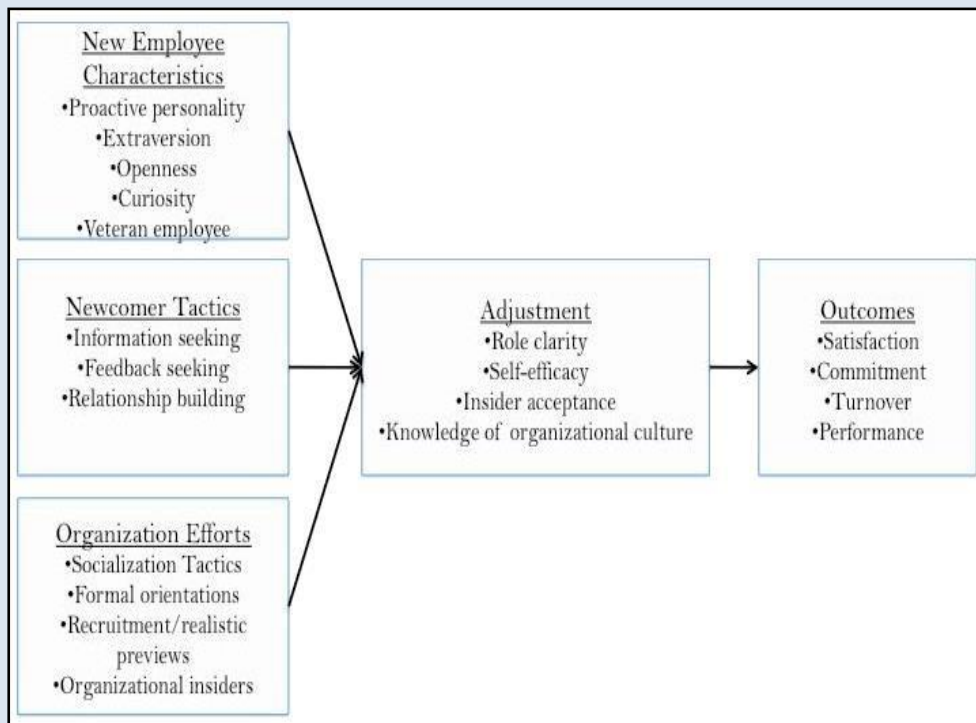 New Employee
Characteristics
•Proactive personality
•Extraversion
•Openness
•Curiosity
•Veteran employee
Newcomer Tactics
•Information seeking
•Feedback seeking
•Relationship building
Organization Efforts
•Socialization Tactics
•Formal orientations
•Recruitment/realistic
previews
•Organizational insiders
Adjustment
•Role clarity
•Self-efficacy
•Insider acceptance
•Knowledge of organizational culture
Outcomes
•Satisfaction
•Commitment
•Turnover
•Performance